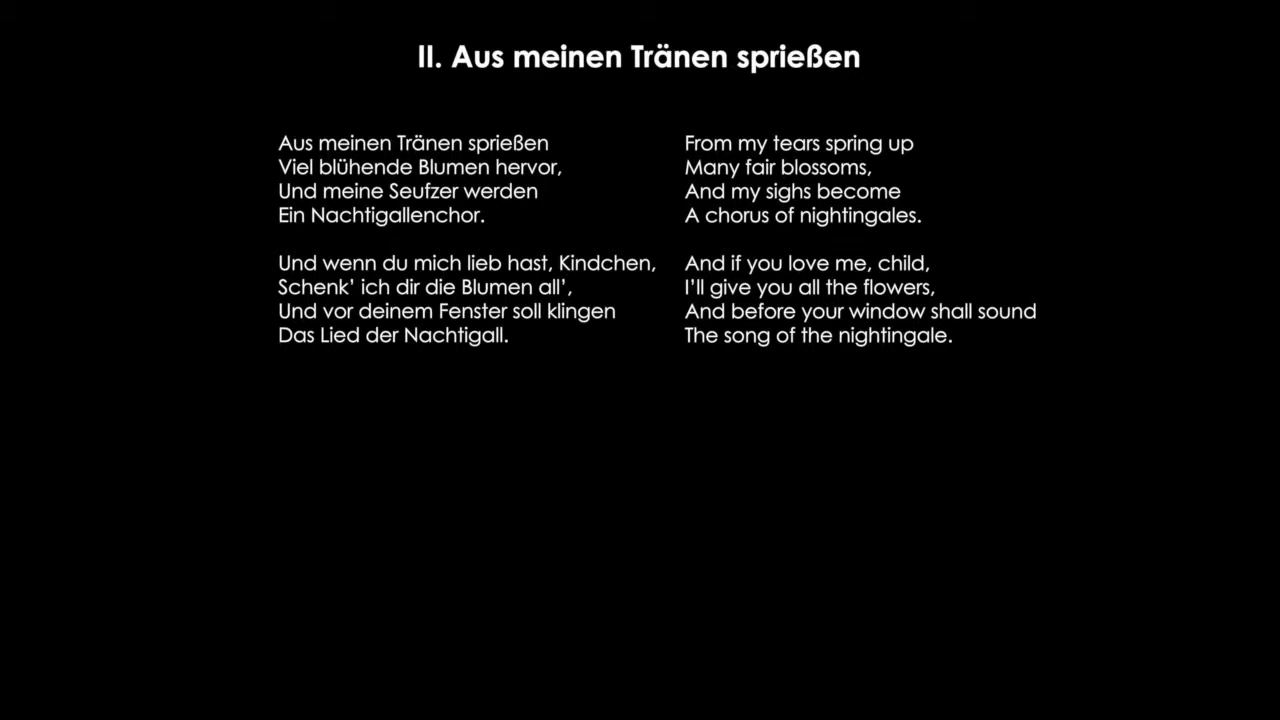 II. Aus meinen Tränen sprießen
Aus meinen Tränen sprießen
Viel blühende Blumen hervor,
Und meine Seufzer werden
Ein Nachtigallenchor.
Und wenn du mich lieb hast, Kindchen,
Schenk’ ich dir die Blumen all’,
Und vor deinem Fenster soll klingen
Das Lied der Nachtigall.
From my tears spring up
Many fair blossoms,
And my sighs become
A chorus of nightingales.
And if you love me, child,
I’ll give you all the flowers,
And before your window shall sound
The song of the nightingale.